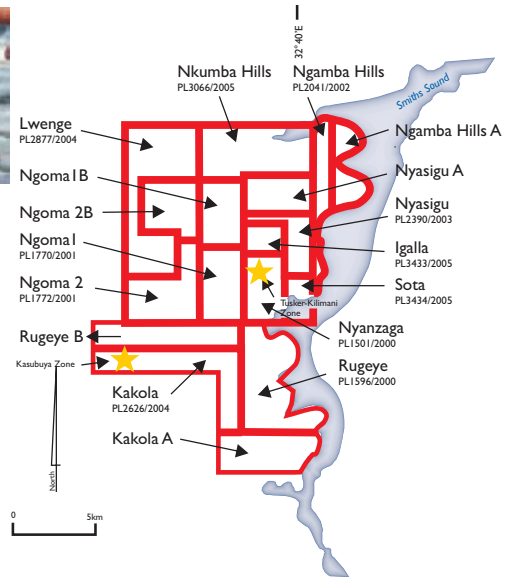 32°40'E
Nkumba Hills
PL3066/2005
Ngamba Hills
PL2041/2002
Smiths Sound
Lwenge
PL2877/2004
Ngamba Hills A
Ngoma1B
Nyasigu A
Ngoma 2B
Nyasigu
PL2390/2003
Ngoma1
PL1770/2001
Igalla
PL3433/2005
Ngoma 2
PL1772/2001
Sota
PL3434/2005
Tusker-Kilimani
Zone
Rugeye B
Nyanzaga
PL1501/2000
Kasubuya Zone
Rugeye
PL1596/2000
Kakola
PL2626/2004
Kakola A
North
0 5km